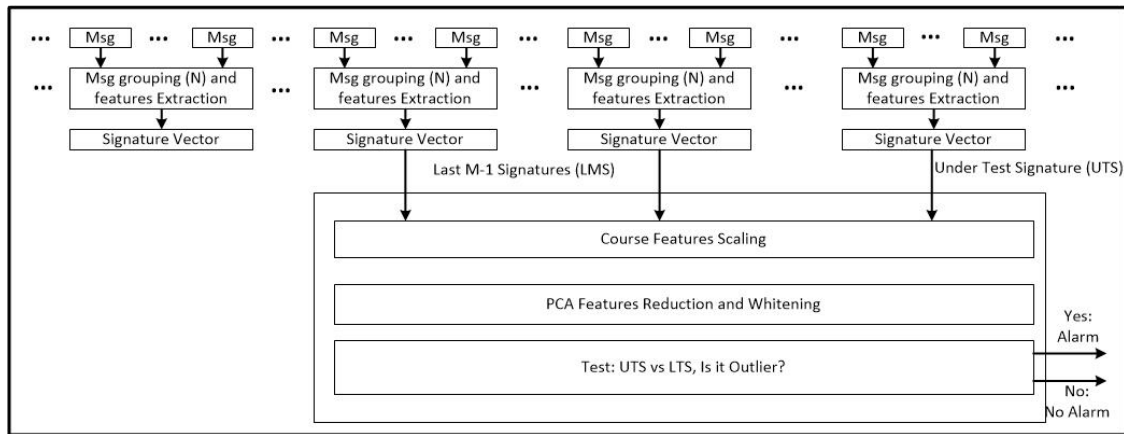 ... Msg ... Msg ... Msg ... Msg ... Msg ... Msg ... Msg ... Msg ...
... Msg grouping (N) and features Extraction ... Msg grouping (N) and features Extraction ... Msg grouping (N) and features Extraction ... Msg grouping (N) and features Extraction ...
Signature Vector Signature Vector Signature Vector Signature Vector
Last M-1 Signatures (LMS)
Under Test Signature (UTS)
Course Features Scaling
PCA Features Reduction and Whitening
Yes:
Alarm
Test: UTS vs LTS, Is it Outlier?
No:
No Alarm